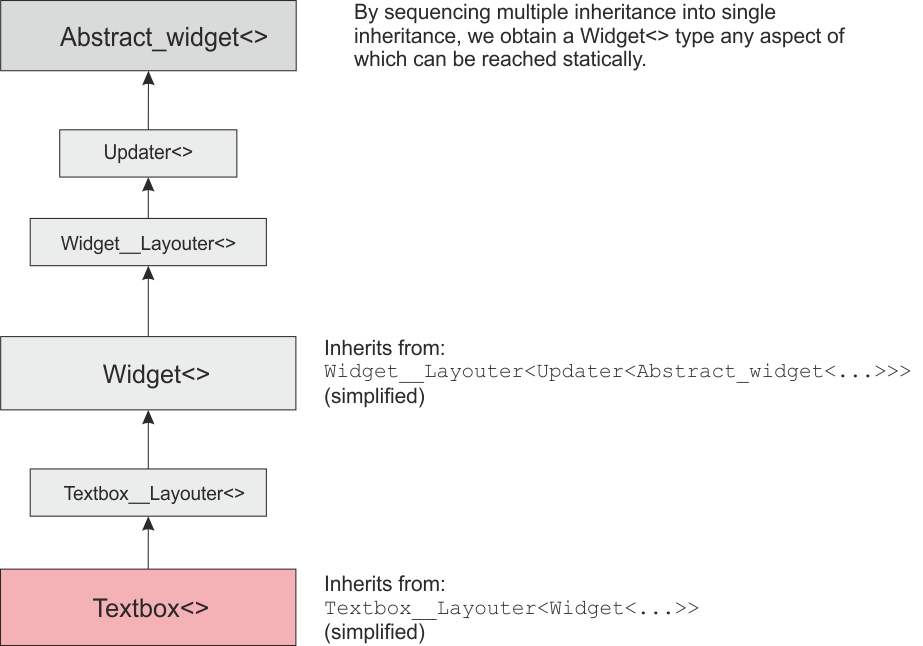 Abstract_widget<>
By sequencing multiple inheritance into single
inheritance, we obtain a Widget<> type any aspect of
which can be reached statically.
Updater<>
Widget__Layouter<>
Widget<>
Inherits from:
Widget__Layouter<Updater<Abstract_widget<...>>>
(simplified)
Textbox__Layouter<>
Textbox<>
Inherits from:
Textbox__Layouter<Widget<...>>
(simplified)